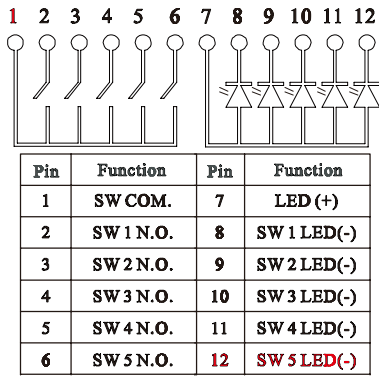 1 2 3 4 5 6 7 8 9 10 11 12
Pin Function Pin Function
1 SW COM. 7 LED (+)
2 SW 1 N.O. 8 SW 1 LED(-)
3 SW 2 N.O. 9 SW 2 LED(-)
4 SW 3 N.O. 10 SW 3 LED(-)
5 SW 4 N.O. 11 SW 4 LED(-)
6 SW 5 N.O. 12 SW 5 LED(-)